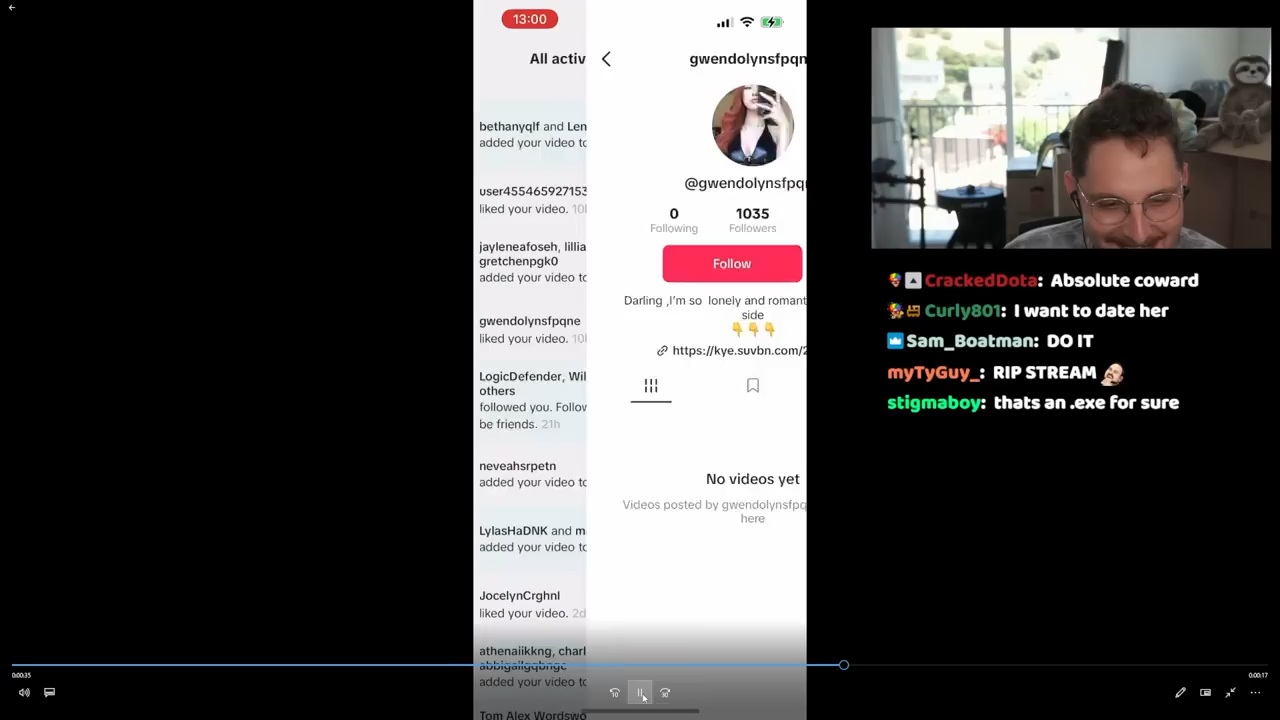 13:00
All activ
bethanyqlf and Len
added your video to
user455465927153
liked your video. 10
jayleneafoseh, lillia
gretchenpgk0
added your video to
gwendolynsfpqne
liked your video. 10
LogicDefender, Wil
others
followed you. Follow
be friends. 21h
neveahsrpetn
added your video to
LylasHaDNK and m
added your video to
JocelynCrghnl
liked your video. 2d
athenaiikkng, charl
added your video to
Tom Alex Wordswo
gwendolynsfpqn
@gwendolynsfpqn
0 1035
Following Followers
Follow
Darling ,I'm so lonely and romant
side
👇👇👇
https://kye.suvbn.com/2
No videos yet
Videos posted by gwendolynsfpq
here
CrackedDota: Absolute coward
Curly801: I want to date her
Sam_Boatman: DO IT
myTyGuy_: RIP STREAM
stigmaboy: thats an .exe for sure
0:00:35
0:00:17
10
30